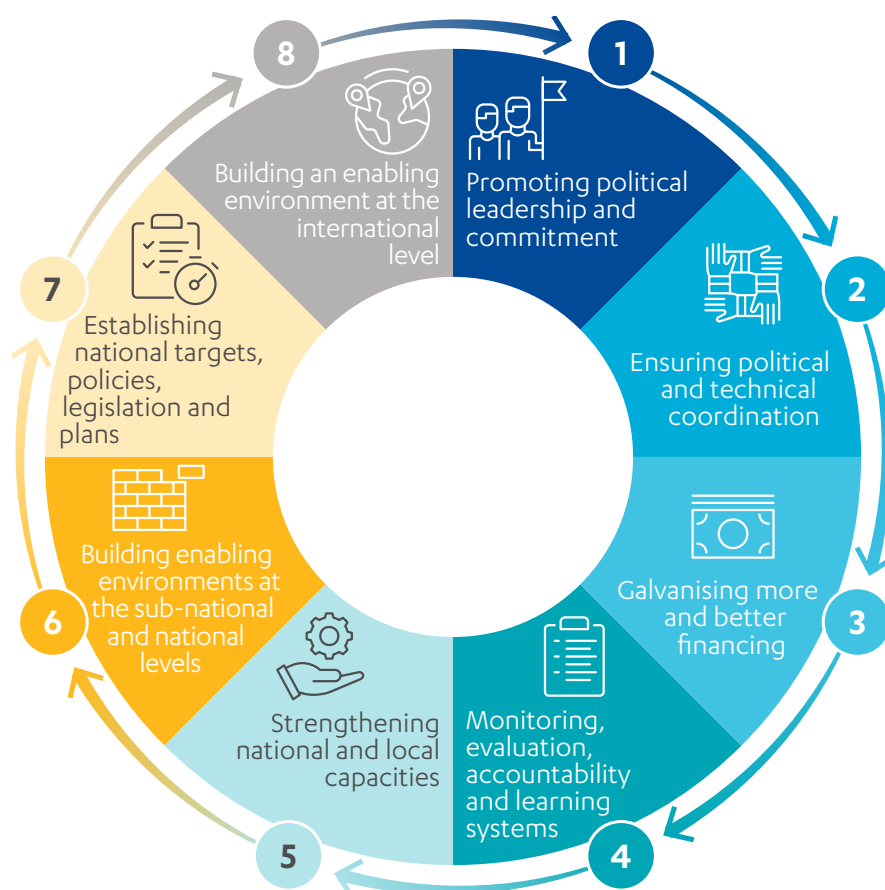 1
Promoting political
leadership and
commitment
2
Ensuring political
and technical
coordination
3
Galvanising more
and better
financing
4
Monitoring,
evaluation,
accountability
and learning
systems
5
Strengthening
national and local
capacities
6
Building enabling
environments at
the sub-national
and national
levels
7
Establishing
national targets,
policies,
legislation and
plans
8
Building an enabling
environment at the
international
level